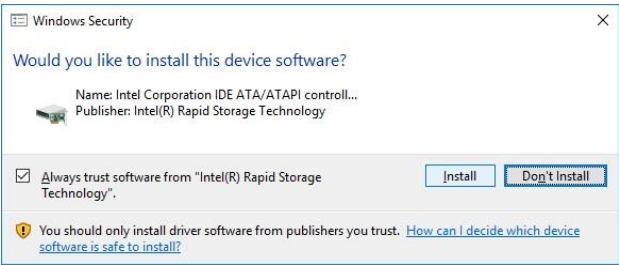 Windows Security
Would you like to install this device software?
Name: Intel Corporation IDE ATA/ATAPI controll...
Publisher: Intel(R) Rapid Storage Technology
Always trust software from "Intel(R) Rapid Storage
Technology".
Install
Don't Install
You should only install driver software from publishers you trust. How can I decide which device
software is safe to install?